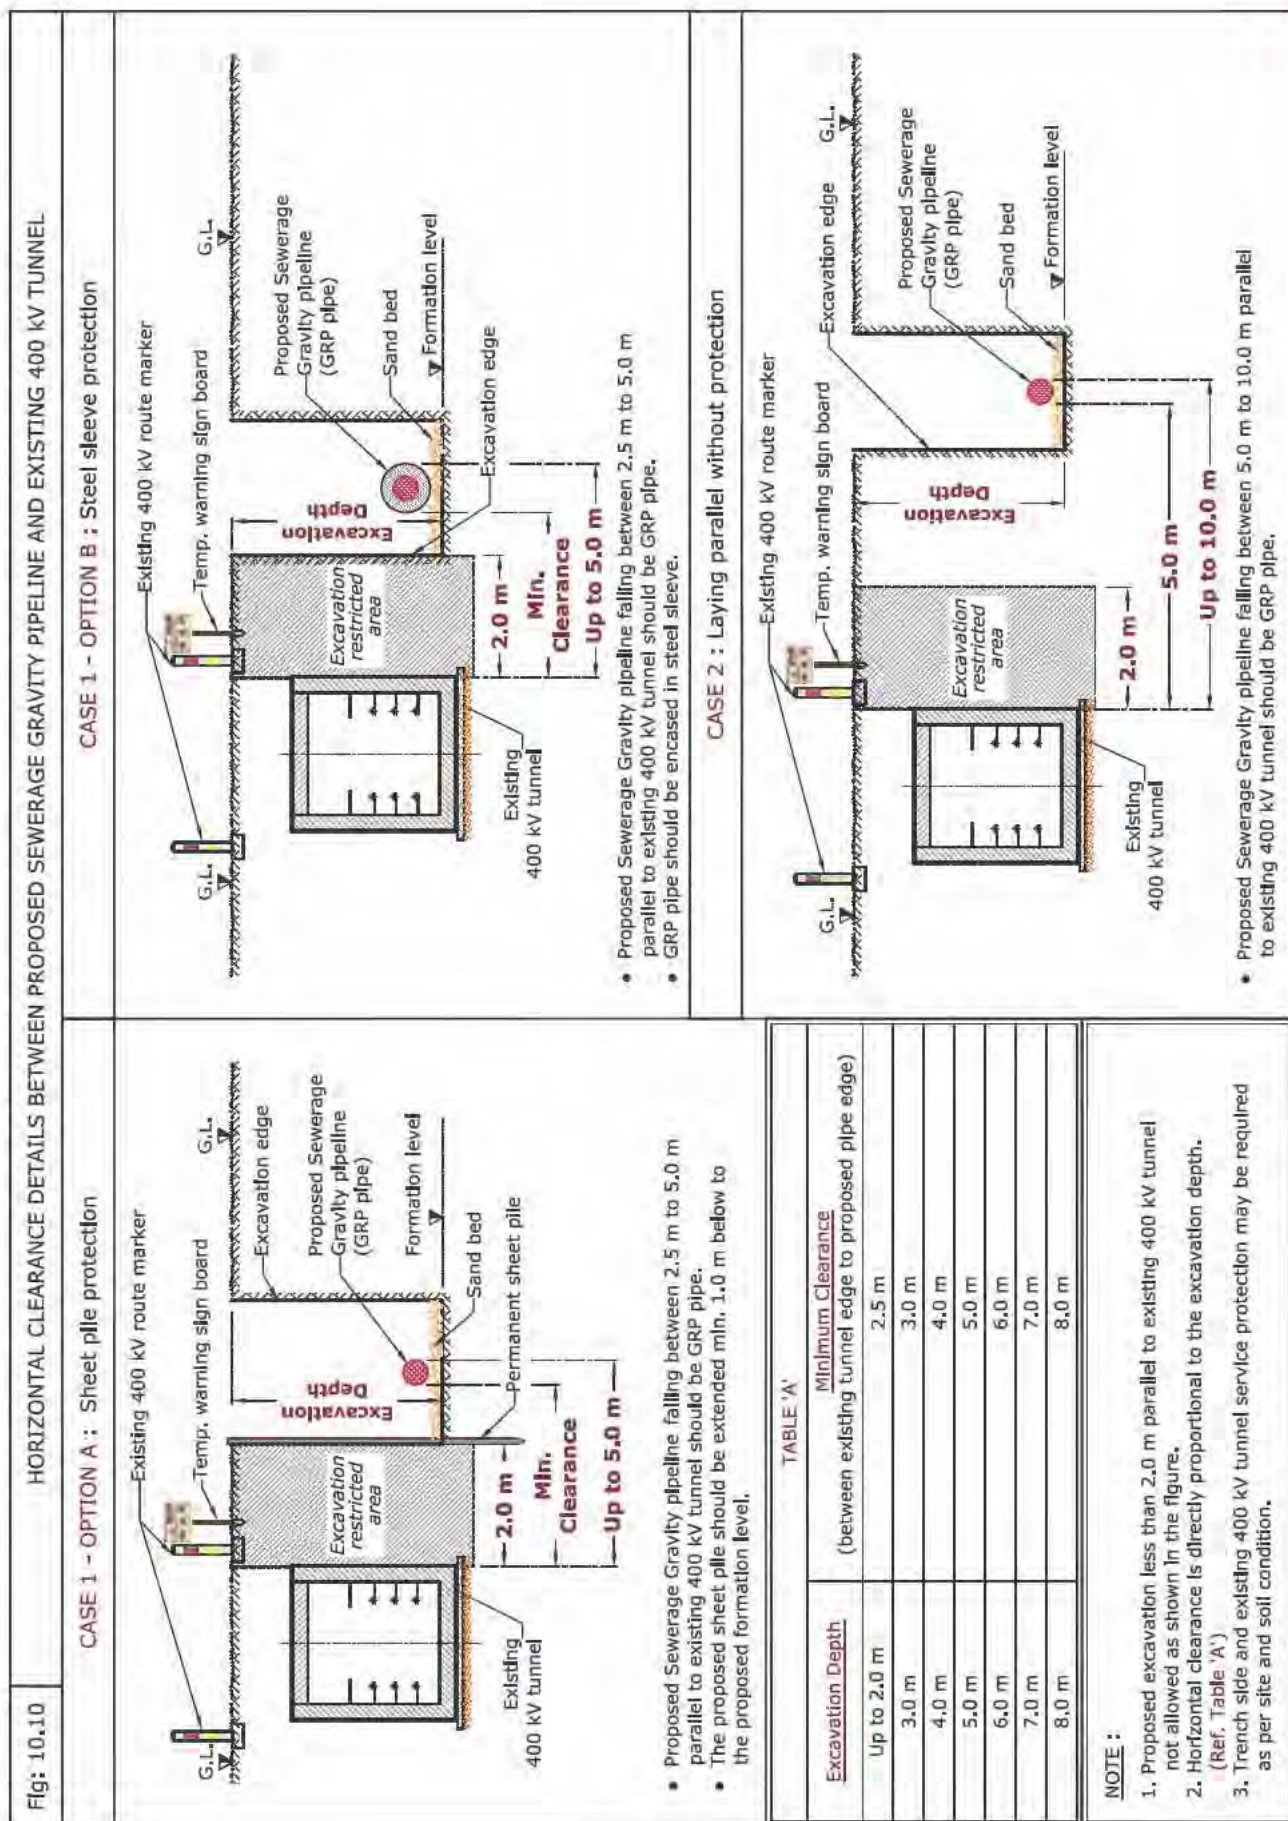 Fig: 10.10
HORIZONTAL CLEARANCE DETAILS BETWEEN PROPOSED SEWERAGE GRAVITY PIPELINE AND EXISTING 400 kV TUNNEL
CASE 1 - OPTION A : Sheet pile protection
Existing 400 kV route marker
Temp. warning sign board
G.L.
G.L.
Excavation edge
Excavation
restricted
area
Excavation
Depth
Proposed Sewerage
Gravity pipeline
(GRP pipe)
Formation level
Sand bed
Permanent sheet pile
Existing
400 kV tunnel
2.0 m
Min.
Clearance
Up to 5.0 m
• Proposed Sewerage Gravity pipeline falling between 2.5 m to 5.0 m
parallel to existing 400 kV tunnel should be GRP pipe.
• The proposed sheet pile should be extended min. 1.0 m below to
the proposed formation level.
CASE 1 - OPTION B : Steel sleeve protection
Existing 400 kV route marker
Temp. warning sign board
G.L.
G.L.
Excavation
restricted
area
Excavation
Depth
Proposed Sewerage
Gravity pipeline
(GRP pipe)
Sand bed
Formation level
Excavation edge
Existing
400 kV tunnel
2.0 m
Min.
Clearance
Up to 5.0 m
• Proposed Sewerage Gravity pipeline falling between 2.5 m to 5.0 m
parallel to existing 400 kV tunnel should be GRP pipe.
• GRP pipe should be encased in steel sleeve.
TABLE 'A'
Excavation Depth Minimum Clearance
(between existing tunnel edge to proposed pipe edge)
Up to 2.0 m 2.5 m
3.0 m 3.0 m
4.0 m 4.0 m
5.0 m 5.0 m
6.0 m 6.0 m
7.0 m 7.0 m
8.0 m 8.0 m
NOTE :
1. Proposed excavation less than 2.0 m parallel to existing 400 kV tunnel
not allowed as shown in the figure.
2. Horizontal clearance is directly proportional to the excavation depth.
(Ref. Table 'A')
3. Trench side and existing 400 kV tunnel service protection may be required
as per site and soil condition.
CASE 2 : Laying parallel without protection
Existing 400 kV route marker
Temp. warning sign board
Excavation edge
G.L.
G.L.
Excavation
restricted
area
Excavation
Depth
Proposed Sewerage
Gravity pipeline
(GRP pipe)
Sand bed
Formation level
Existing
400 kV tunnel
2.0 m
5.0 m
Up to 10.0 m
• Proposed Sewerage Gravity pipeline falling between 5.0 m to 10.0 m parallel
to existing 400 kV tunnel should be GRP pipe.